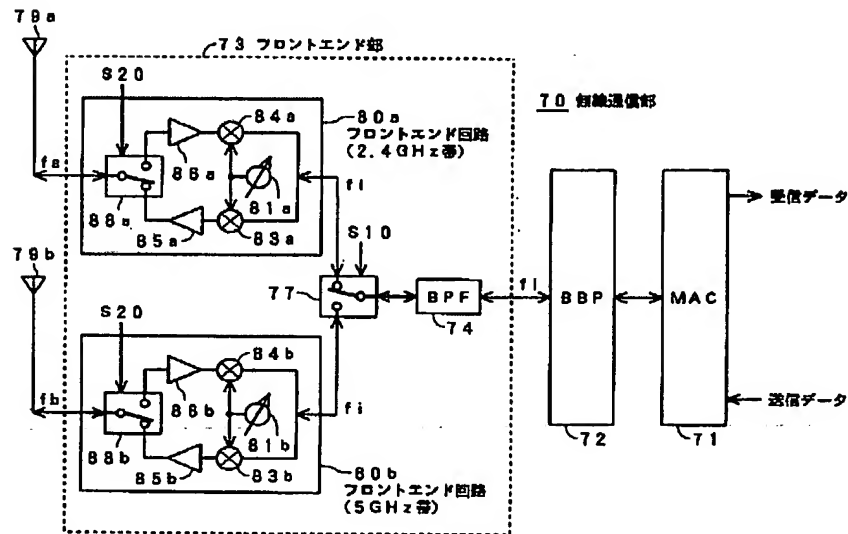 79a
73 フロントエンド部
S20
84a
80a
フロントエンド回路
(2.4GHz帯)
70 無線通信部
fa
86a
81a
fi
88a
85a
83a
受信データ
79b
S10
77
BPF
74
fi
BBP
MAC
S20
84b
fb
86b
81b
fi
88b
85b
83b
80b
フロントエンド回路
(5GHz帯)
72
71
送信データ